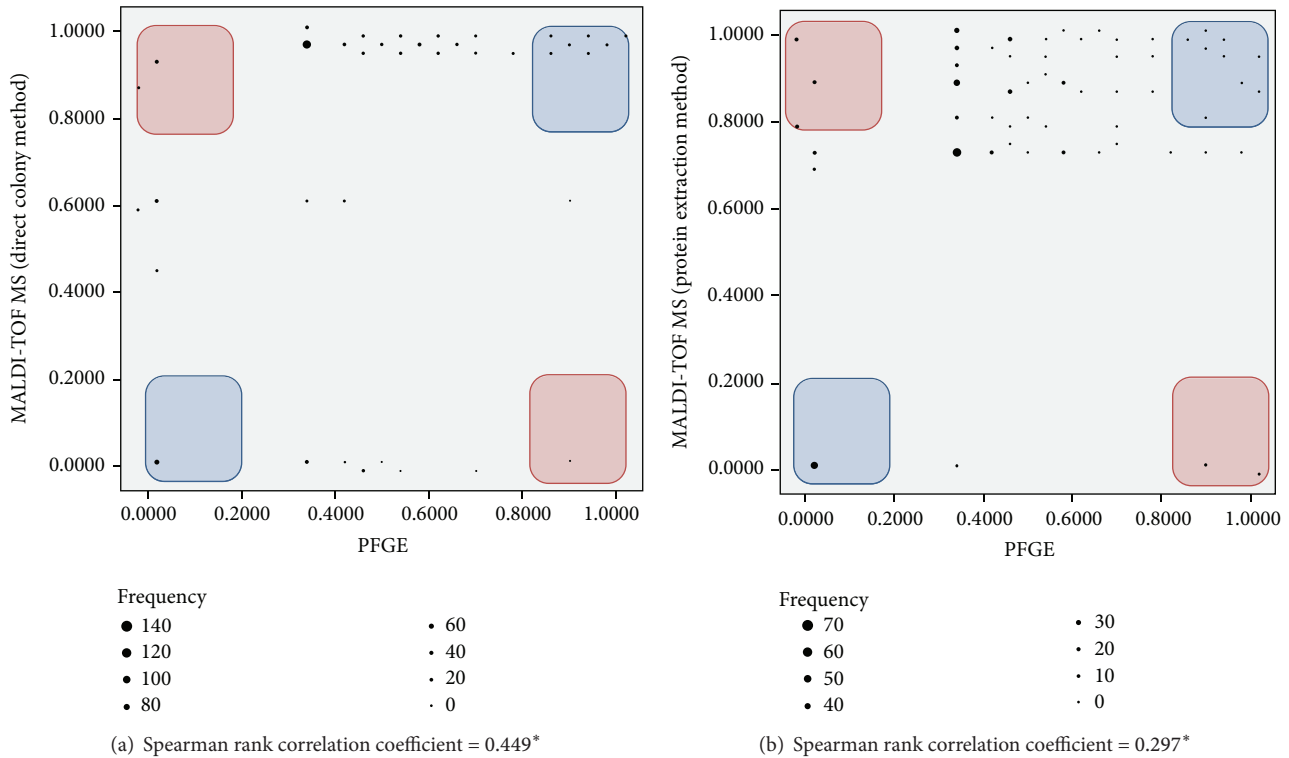 MALDI-TOF MS (direct colony method)
1.0000
0.8000
0.6000
0.4000
0.2000
0.0000
0.0000 0.2000 0.4000 0.6000 0.8000 1.0000
PFGE
Frequency
140
120
100
80
60
40
20
0
(a) Spearman rank correlation coefficient = 0.449*
MALDI-TOF MS (protein extraction method)
1.0000
0.8000
0.6000
0.4000
0.2000
0.0000
0.0000 0.2000 0.4000 0.6000 0.8000 1.0000
PFGE
Frequency
70
60
50
40
30
20
10
0
(b) Spearman rank correlation coefficient = 0.297*